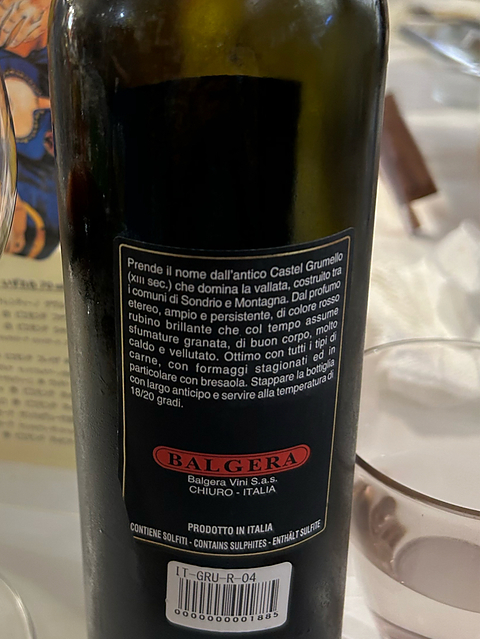 Prende il nome dall'antico Castel Grumello
(XIII sec.) che domina la vallata, costruito tra
i comuni di Sondrio e Montagna. Dal profumo
etereo, ampio e persistente, di colore rosso
rubino brillante che col tempo assume
sfumature granata, di buon corpo, molto
caldo e vellutato. Ottimo con tutti i tipi di
carne, con formaggi stagionati ed in
particolare con bresaola. Stappare la bottiglia
con largo anticipo e servire alla temperatura di
18/20 gradi.
BALGERA
Balgera Vini S.a.s.
CHIURO - ITALIA
PRODOTTO IN ITALIA
CONTIENE SOLFITI - CONTAINS SULPHITES - ENTHÄLT SULFITE
IT-GRU-R-04
0000000001885